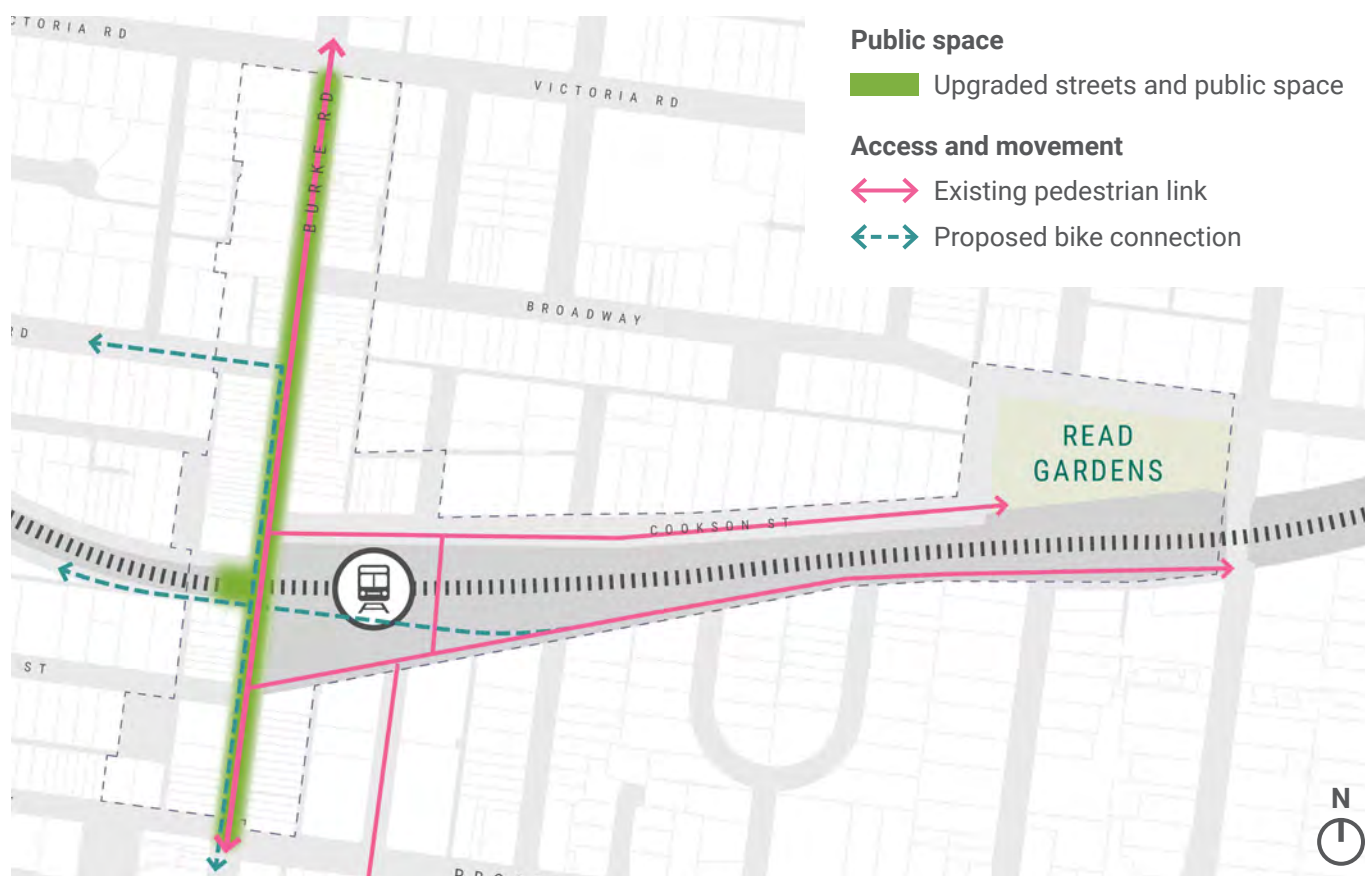 CTORIA RD
VICTORIA RD
BURKE RD
BROADWAY
D
READ
GARDENS
COOKSON ST
ST
Public space
Upgraded streets and public space
Access and movement
Existing pedestrian link
Proposed bike connection
N